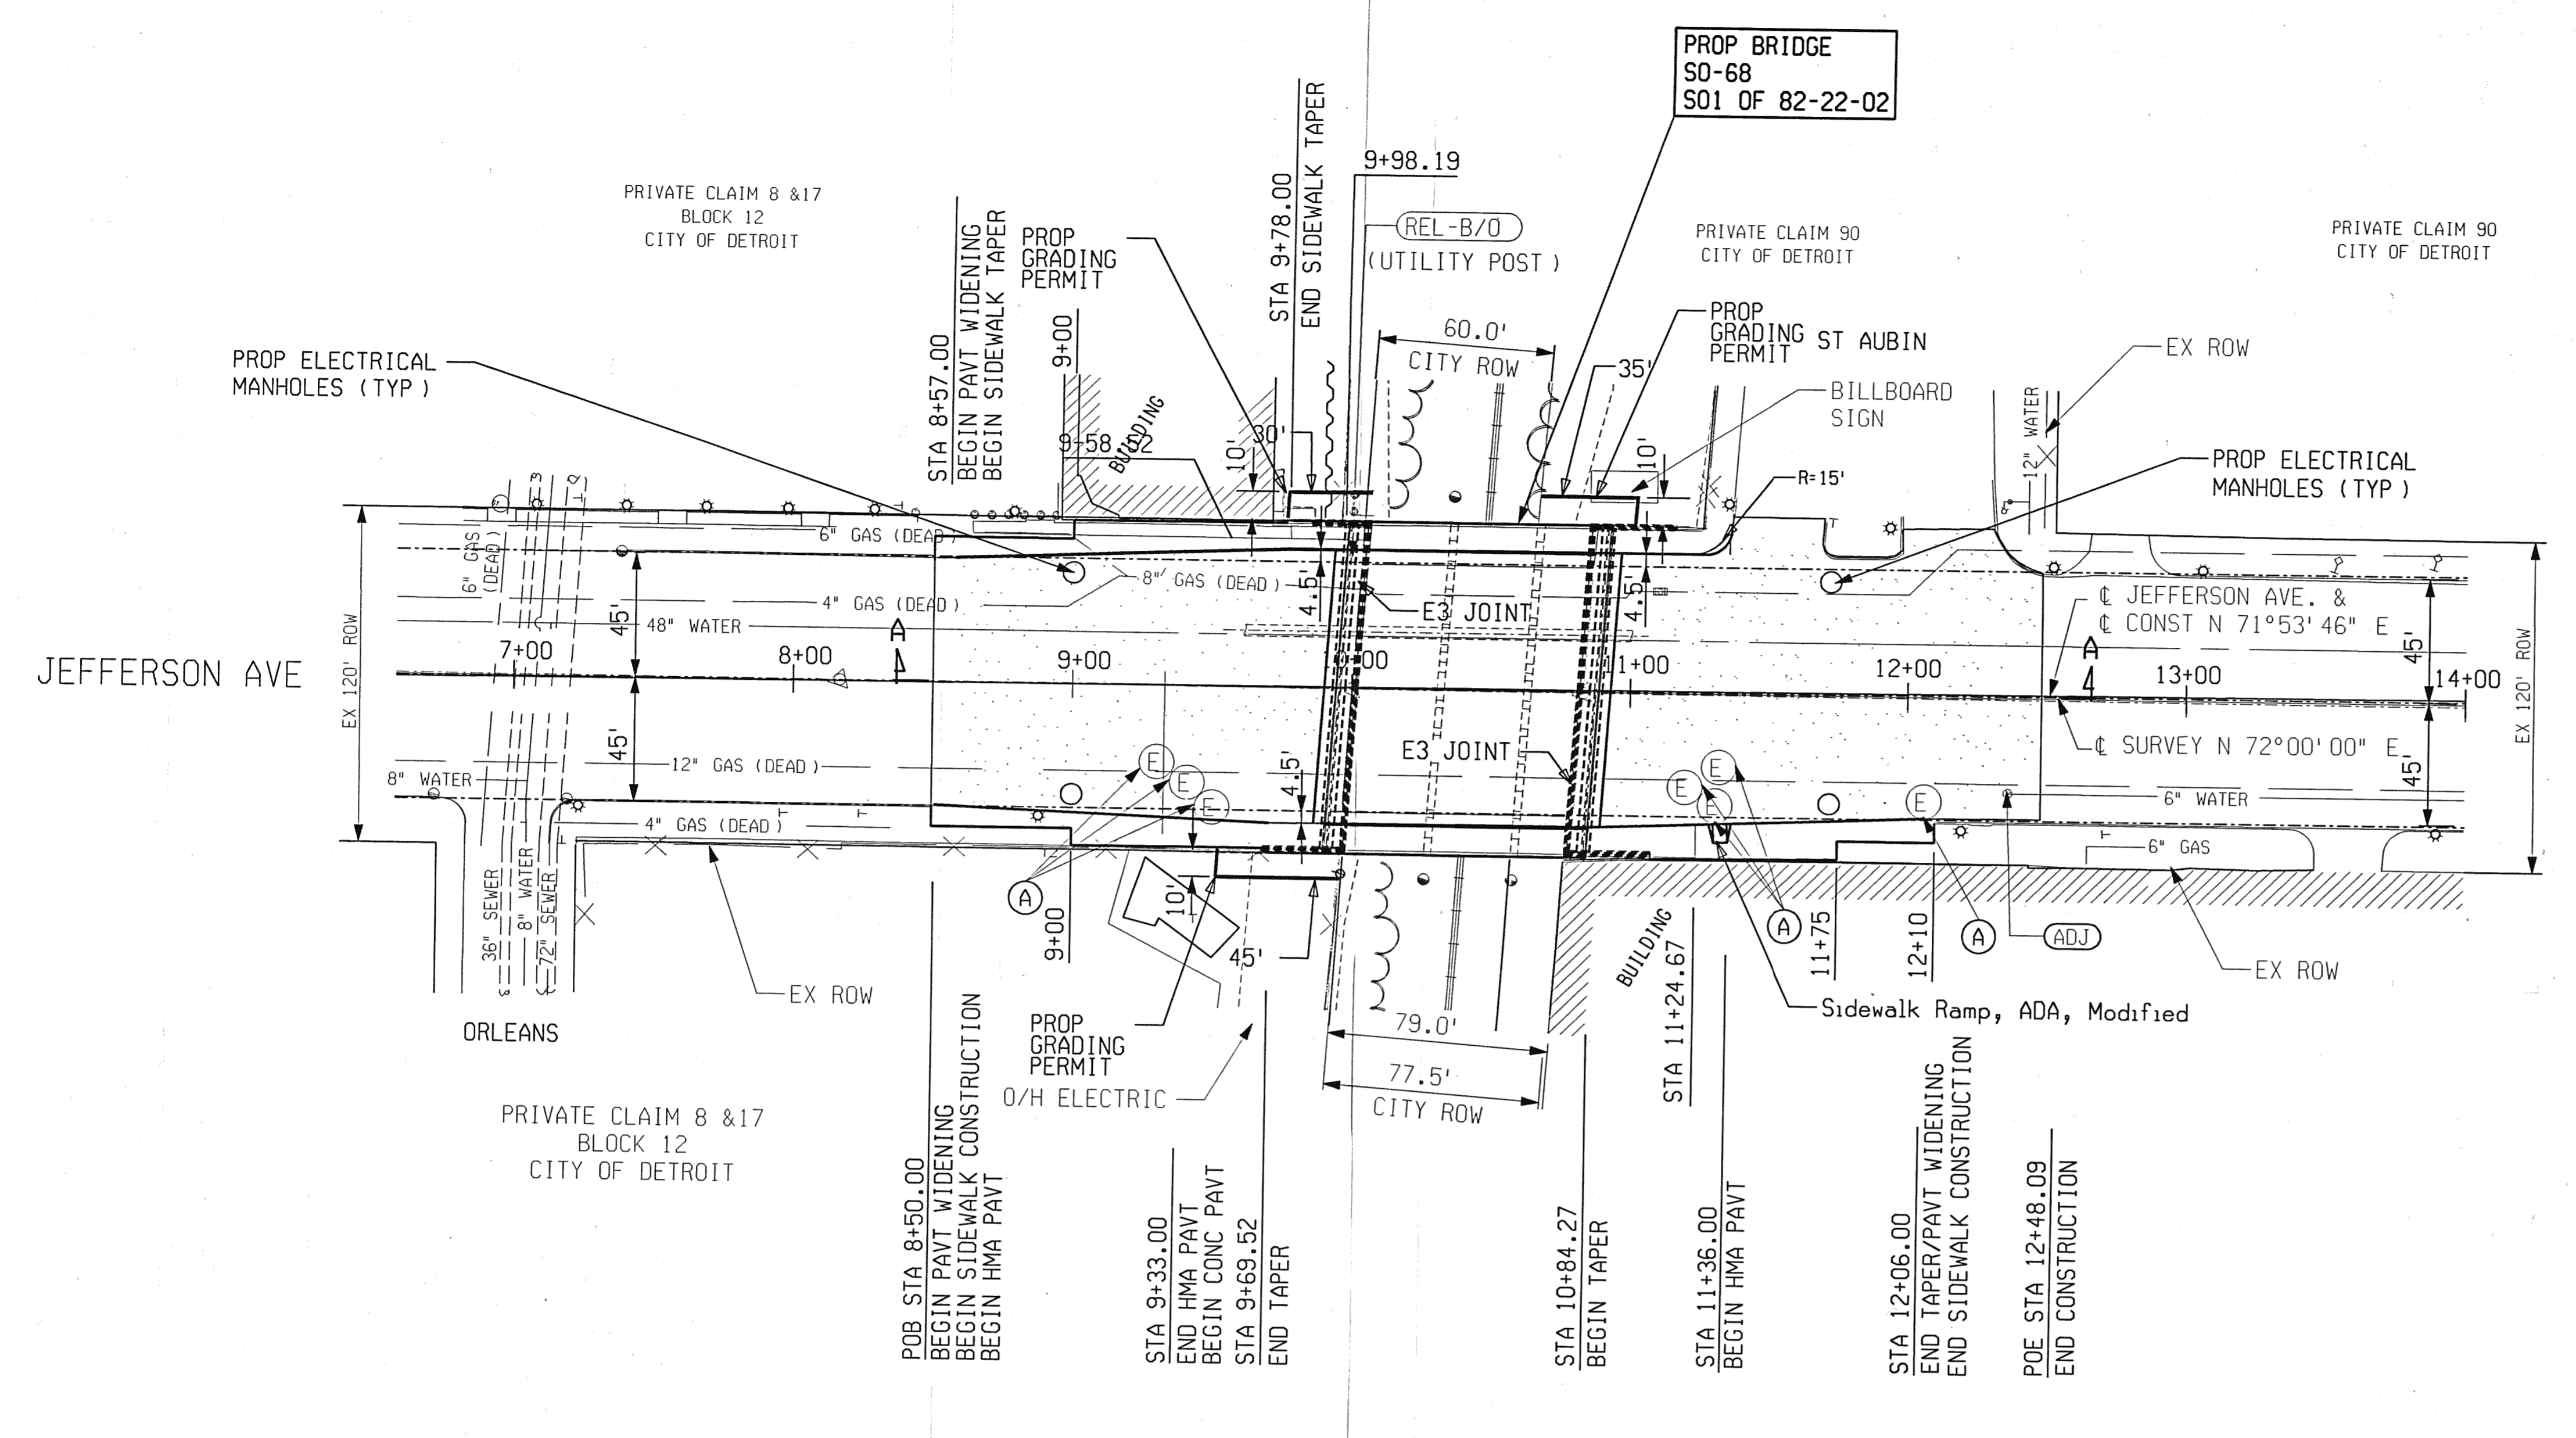 PROP BRIDGE
SO-68
SO1 OF 82-22-02
PRIVATE CLAIM 8 &17
BLOCK 12
CITY OF DETROIT
STA 8+57.00
BEGIN PAVT WIDENING
BEGIN SIDEWALK TAPER
PROP
GRADING
PERMIT
STA 9+78.00
END SIDEWALK TAPER
9+98.19
REL-B/O
(UTILITY POST)
PRIVATE CLAIM 90
CITY OF DETROIT
PRIVATE CLAIM 90
CITY OF DETROIT
60.0'
CITY ROW
PROP
GRADING
PERMIT
ST AUBIN
35'
BILLBOARD
SIGN
EX ROW
12" WATER
PROP ELECTRICAL
MANHOLES (TYP)
9+00
BUILDING
10'
30'
10'
R=15'
PROP ELECTRICAL
MANHOLES (TYP)
6" GAS
(DEAD)
6" GAS (DEAD)
8" GAS (DEAD)
4" GAS (DEAD)
4.5'
E3 JOINT
4.5'
45'
48" WATER
EX 120' ROW
JEFFERSON AVE
7+00
8+00
A
4
9+00
00
11+00
12+00
A
4
13+00
14+00
℄ JEFFERSON AVE. &
℄ CONST N 71°53'46" E
45'
EX 120' ROW
℄ SURVEY N 72°00'00" E
45'
45'
12" GAS (DEAD)
8" WATER
E
E
E
4.5'
E3 JOINT
E
E
E
E
6" WATER
4" GAS (DEAD)
6" GAS
36" SEWER
8" WATER
72" SEWER
A
9+00
10'
45'
A
11+75
12+10
A
ADJ
EX ROW
EX ROW
BUILDING
STA 11+24.67
Sidewalk Ramp, ADA, Modified
ORLEANS
PROP
GRADING
PERMIT
O/H ELECTRIC
79.0'
77.5'
CITY ROW
PRIVATE CLAIM 8 &17
BLOCK 12
CITY OF DETROIT
POB STA 8+50.00
BEGIN PAVT WIDENING
BEGIN SIDEWALK CONSTRUCTION
BEGIN HMA PAVT
STA 9+33.00
END HMA PAVT
BEGIN CONC PAVT
STA 9+69.52
END TAPER
STA 10+84.27
BEGIN TAPER
STA 11+36.00
BEGIN HMA PAVT
STA 12+06.00
END TAPER/PAVT WIDENING
END SIDEWALK CONSTRUCTION
POE STA 12+48.09
END CONSTRUCTION